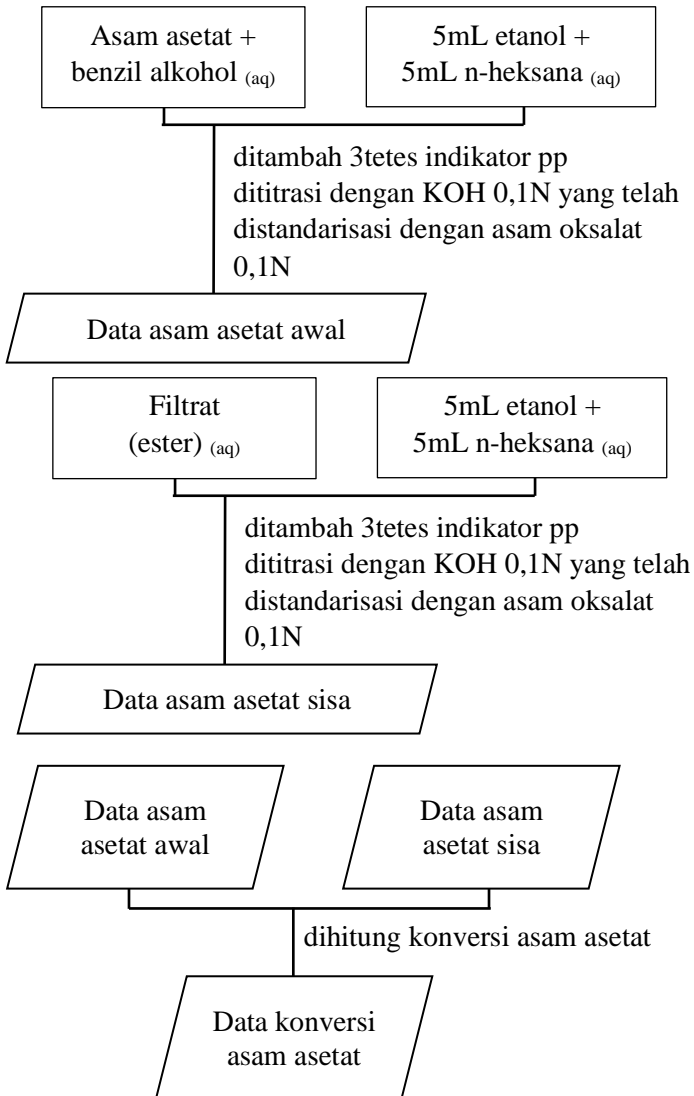 Asam asetat +
benzil alkohol (aq)
5mL etanol +
5mL n-heksana (aq)
ditambah 3tetes indikator pp
dititrasi dengan KOH 0,1N yang telah
distandarisasi dengan asam oksalat
0,1N
Data asam asetat awal
Filtrat
(ester) (aq)
5mL etanol +
5mL n-heksana (aq)
ditambah 3tetes indikator pp
dititrasi dengan KOH 0,1N yang telah
distandarisasi dengan asam oksalat
0,1N
Data asam asetat sisa
Data asam
asetat awal
Data asam
asetat sisa
dihitung konversi asam asetat
Data konversi
asam asetat